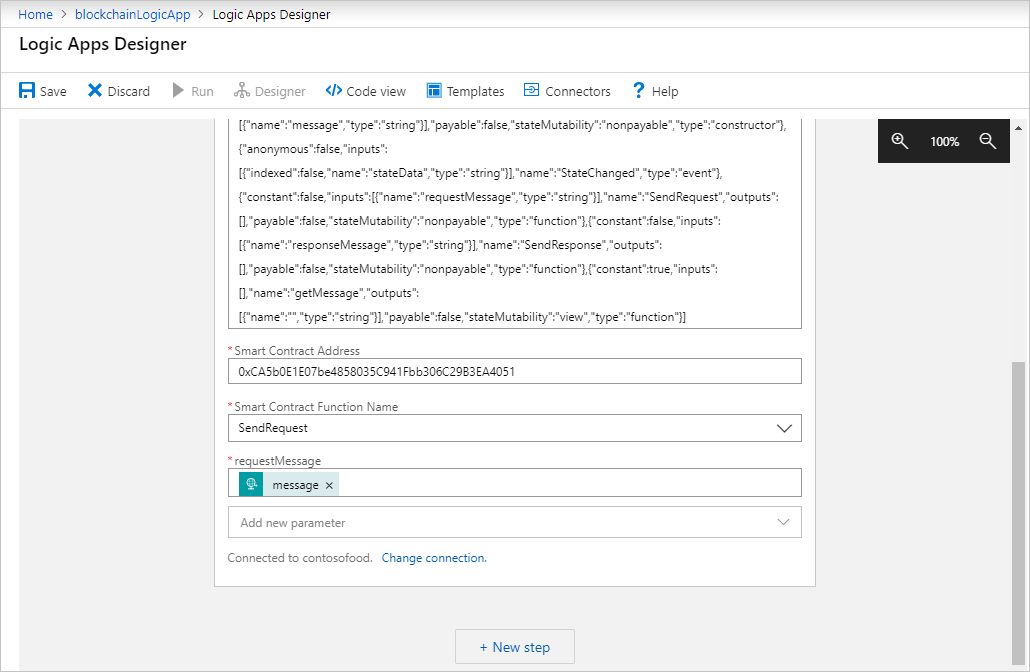 Home > blockchainLogicApp > Logic Apps Designer
Logic Apps Designer
Save Discard Run Designer Code view Templates Connectors Help
[{"name":"message","type":"string"}],"payable":false,"stateMutability":"nonpayable","type":"constructor"},
{"anonymous":false,"inputs":
[{"indexed":false,"name":"stateData","type":"string"}],"name":"StateChanged","type":"event"},
{"constant":false,"inputs":[{"name":"requestMessage","type":"string"}],"name":"SendRequest","outputs":
[],"payable":false,"stateMutability":"nonpayable","type":"function"},{"constant":false,"inputs":
[{"name":"responseMessage","type":"string"}],"name":"SendResponse","outputs":
[],"payable":false,"stateMutability":"nonpayable","type":"function"},{"constant":true,"inputs":
[],"name":"getMessage","outputs":
[{"name":"","type":"string"}],"payable":false,"stateMutability":"view","type":"function"}]
100%
*Smart Contract Address
0xCA5b0E1E07be4858035C941Fbb306C29B3EA4051
*Smart Contract Function Name
SendRequest
*requestMessage
message ×
Add new parameter
Connected to contosofood. Change connection.
+ New step